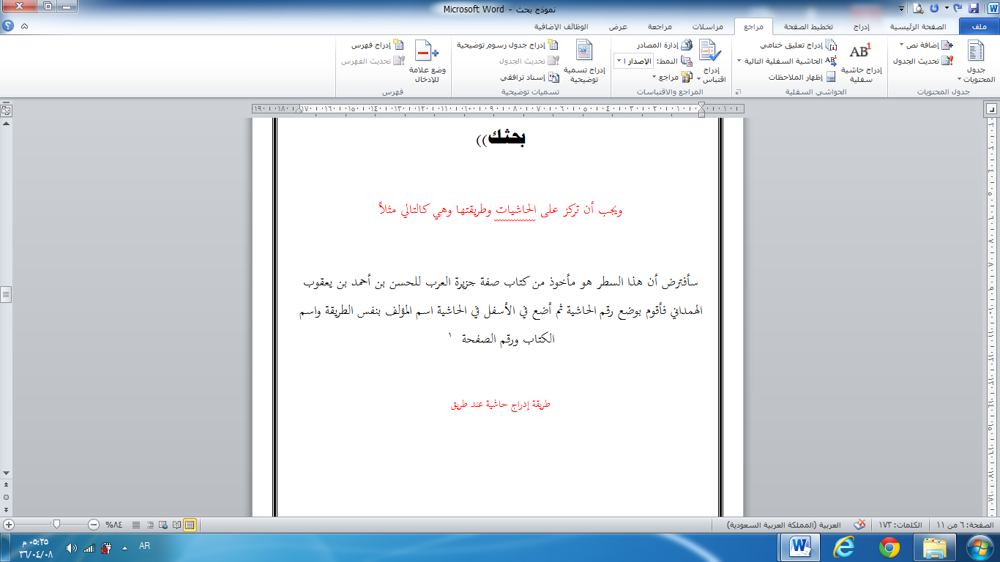 نموذج بحث - Microsoft Word
ملف الصفحة الرئيسية إدراج تخطيط الصفحة مراجع مراسلات مراجعة عرض الوظائف الإضافية
جدول المحتويات
إضافة نص
تحديث الجدول
جدول المحتويات
إدراج حاشية سفلية
AB1
إدراج تعليق ختامي
الحاشية السفلية التالية
إظهار الملاحظات
الحواشي السفلية
إدراج اقتباس
إدارة المصادر
النمط: الإصدار ا
مراجع
المراجع والاقتباسات
إدراج تسمية توضيحية
إدراج جدول رسوم توضيحية
تحديث الجدول
إسناد ترافقي
تسميات توضيحية
وضع علامة للإدخال
إدراج فهرس
تحديث الفهرس
فهرس
بحثك))
ويجب أن تركز على الحاشيات وطريقتها وهي كالتالي مثلاً
سأفترض أن هذا السطر هو مأخوذ من كتاب صفة جزيرة العرب للحسن بن أحمد بن يعقوب
الهمداني فأقوم بوضع رقم الحاشية ثم أضع في الأسفل في الحاشية اسم المؤلف بنفس الطريقة واسم
الكتاب ورقم الصفحة ١
طريقة إدراج حاشية عند طريق
الصفحة: ٦ من ١١ الكلمات: ١٧٣ العربية (المملكة العربية السعودية) ٨٤%
AR
٠٥:٢٥ م
٣٦/٠٤/٠٨